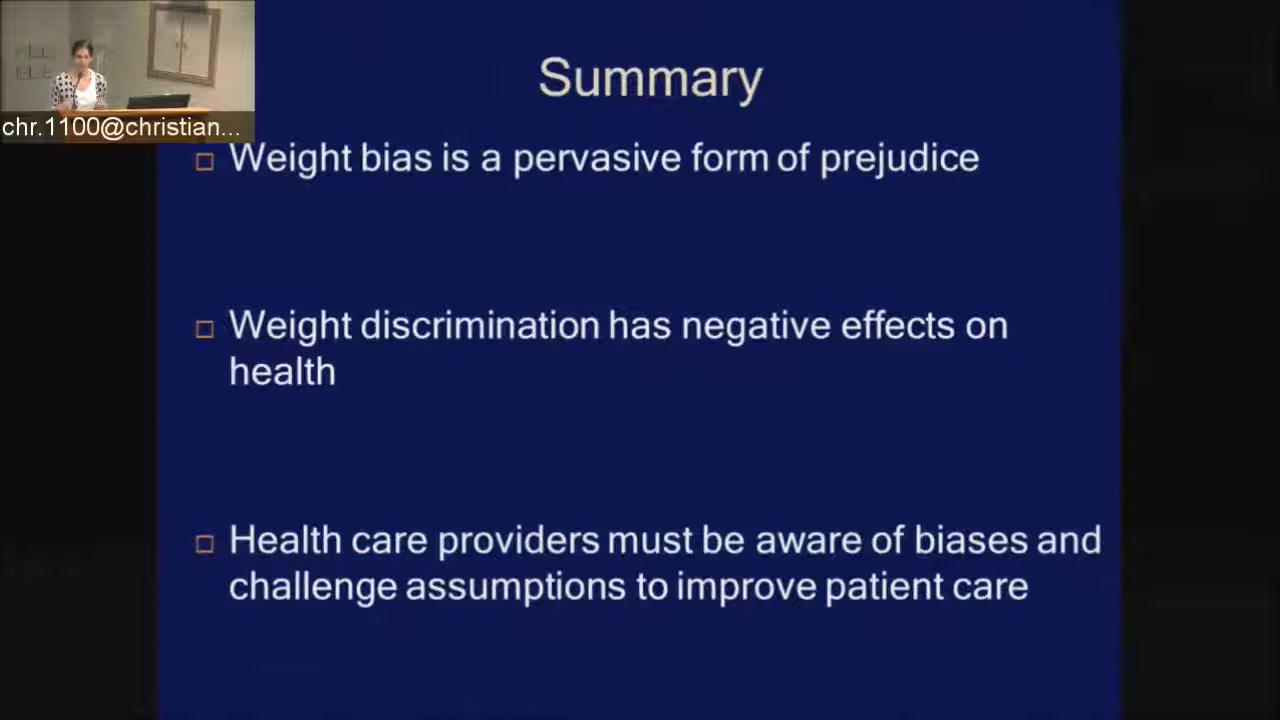 Summary
chr.1100@christian...
Weight bias is a pervasive form of prejudice
Weight discrimination has negative effects on
health
Health care providers must be aware of biases and
challenge assumptions to improve patient care